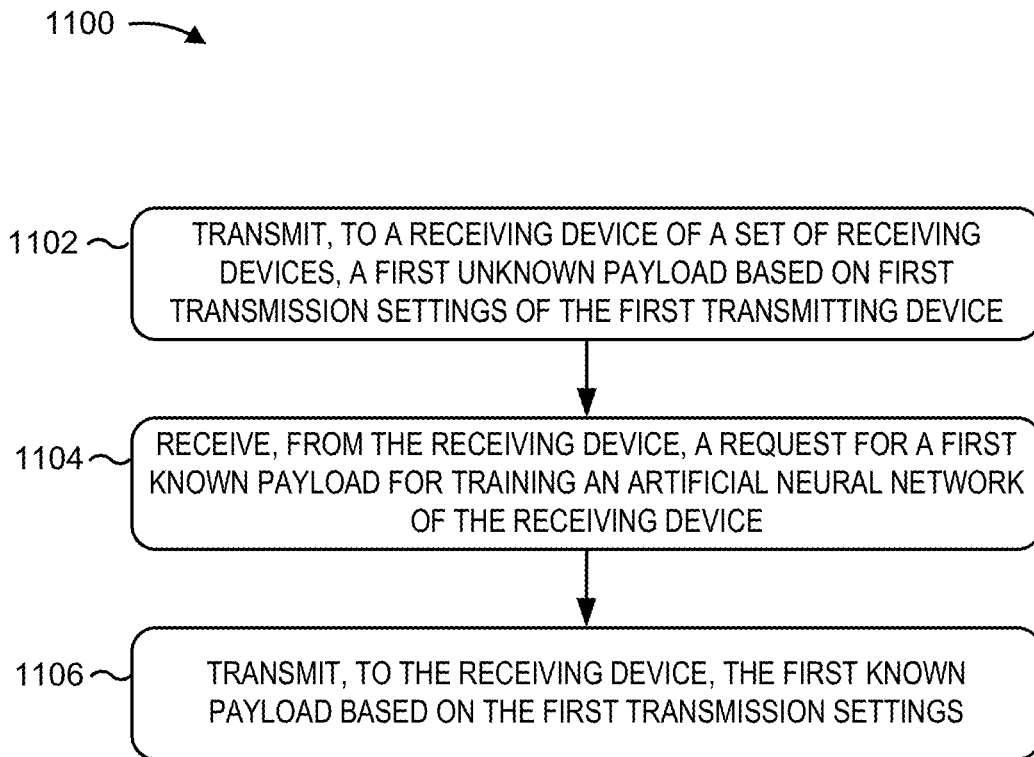 1100
1102
TRANSMIT, TO A RECEIVING DEVICE OF A SET OF RECEIVING
DEVICES, A FIRST UNKNOWN PAYLOAD BASED ON FIRST
TRANSMISSION SETTINGS OF THE FIRST TRANSMITTING DEVICE
1104
RECEIVE, FROM THE RECEIVING DEVICE, A REQUEST FOR A FIRST
KNOWN PAYLOAD FOR TRAINING AN ARTIFICIAL NEURAL NETWORK
OF THE RECEIVING DEVICE
1106
TRANSMIT, TO THE RECEIVING DEVICE, THE FIRST KNOWN
PAYLOAD BASED ON THE FIRST TRANSMISSION SETTINGS